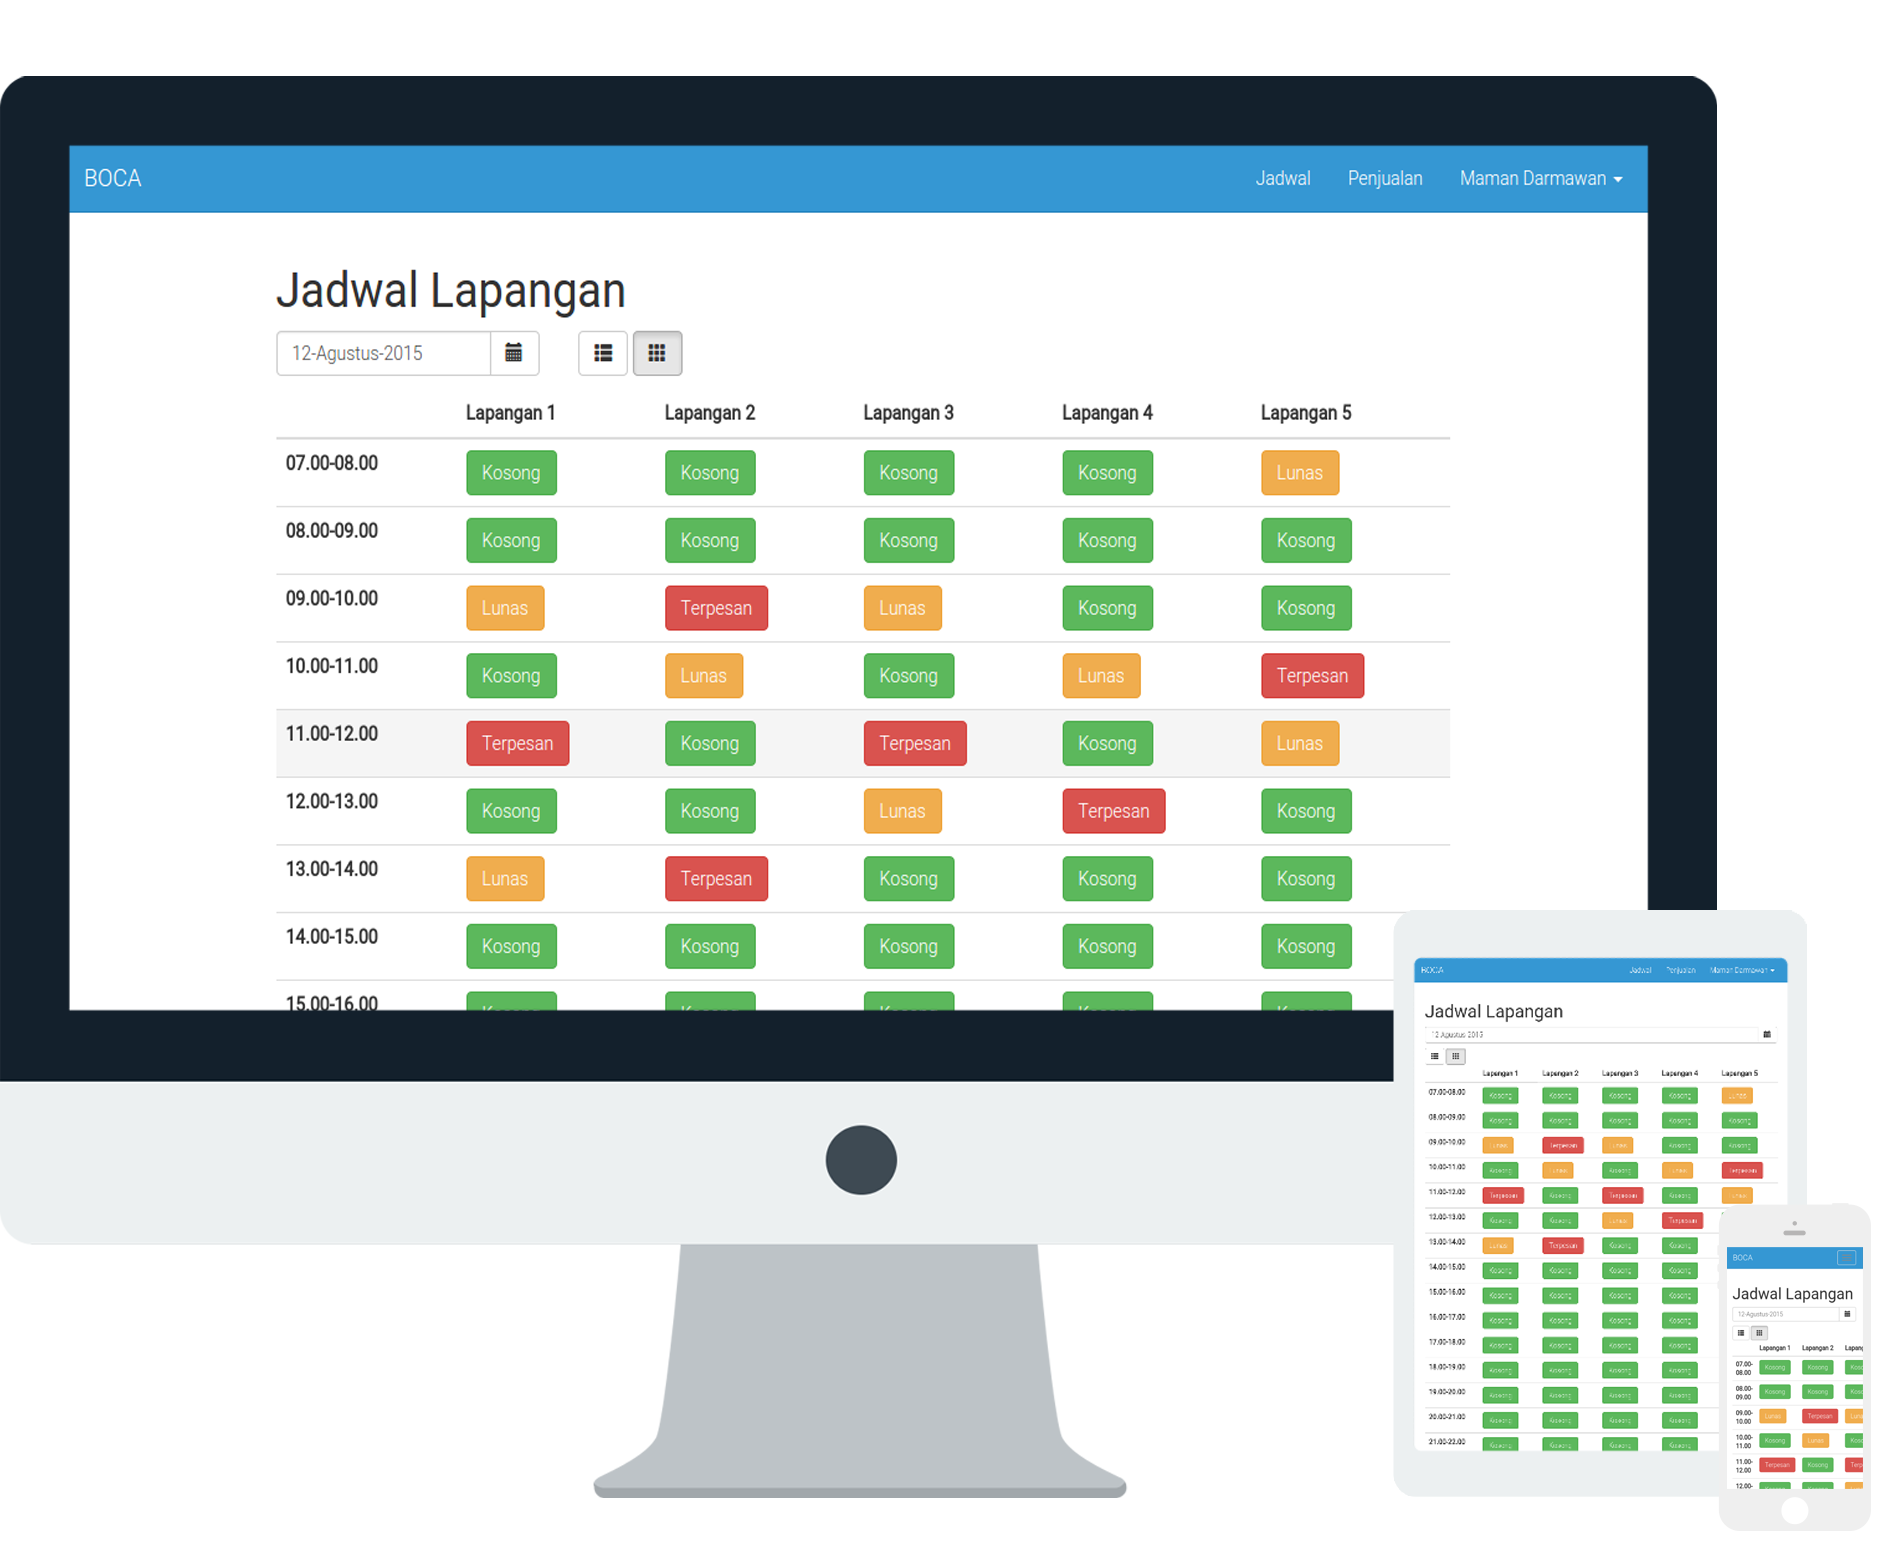 BOCA Jadwal Penjualan Maman Darmawan
Jadwal Lapangan
12-Agustus-2015
Lapangan 1 Lapangan 2 Lapangan 3 Lapangan 4 Lapangan 5
07.00-08.00 Kosong Kosong Kosong Kosong Lunas
08.00-09.00 Kosong Kosong Kosong Kosong Kosong
09.00-10.00 Lunas Terpesan Lunas Kosong Kosong
10.00-11.00 Kosong Lunas Kosong Lunas Terpesan
11.00-12.00 Terpesan Kosong Terpesan Kosong Lunas
12.00-13.00 Kosong Kosong Lunas Terpesan Kosong
13.00-14.00 Lunas Terpesan Kosong Kosong Kosong
14.00-15.00 Kosong Kosong Kosong Kosong Kosong
15.00-16.00 Kosong Kosong Kosong Kosong Kosong
BOCA Jadwal Penjualan Maman Darmawan
Jadwal Lapangan
12-Agustus-2015
Lapangan 1 Lapangan 2 Lapangan 3 Lapangan 4 Lapangan 5
07.00-08.00 Kosong Kosong Kosong Kosong Lunas
08.00-09.00 Kosong Kosong Kosong Kosong Kosong
09.00-10.00 Lunas Terpesan Lunas Kosong Kosong
10.00-11.00 Kosong Lunas Kosong Lunas Terpesan
11.00-12.00 Terpesan Kosong Terpesan Kosong Lunas
12.00-13.00 Kosong Kosong Lunas Terpesan
13.00-14.00 Lunas Terpesan Kosong Kosong
14.00-15.00 Kosong Kosong Kosong Kosong
15.00-16.00 Kosong Kosong Kosong Kosong
16.00-17.00 Kosong Kosong Kosong Kosong
17.00-18.00 Kosong Kosong Kosong Kosong
18.00-19.00 Kosong Kosong Kosong Kosong
19.00-20.00 Kosong Kosong Kosong Kosong
20.00-21.00 Kosong Kosong Kosong Kosong
21.00-22.00 Kosong Kosong Kosong Kosong
BOCA
Jadwal Lapangan
12-Agustus-2015
Lapangan 1 Lapangan 2 Lapang
07.00-
08.00 Kosong Kosong Kos
08.00-
09.00 Kosong Kosong Kos
09.00-
10.00 Lunas Terpesan Lun
10.00-
11.00 Kosong Lunas Kos
11.00-
12.00 Terpesan Kosong Terp
12.00-